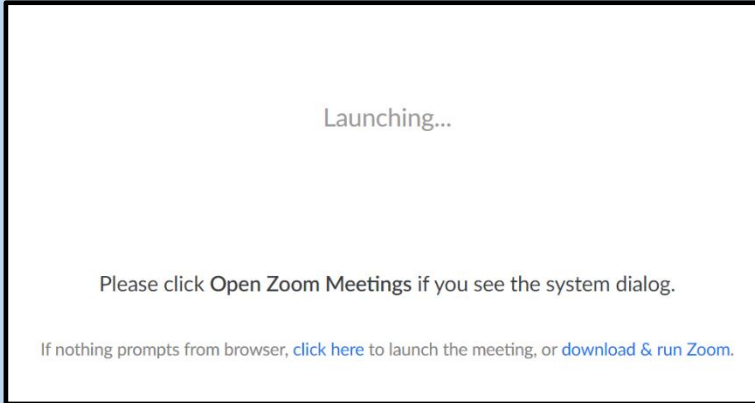 Launching...
Please click Open Zoom Meetings if you see the system dialog.
If nothing prompts from browser, click here to launch the meeting, or download & run Zoom.